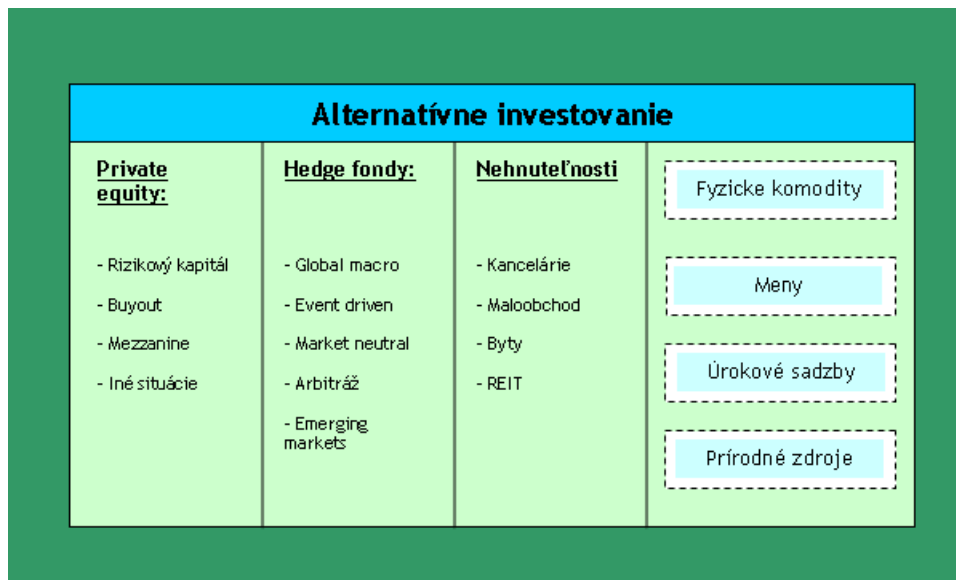 Alternatívne investovanie
Private
equity:
- Rizikový kapitál
- Buyout
- Mezzanine
- Iné situácie
Hedge fondy:
- Global macro
- Event driven
- Market neutral
- Arbitráž
- Emerging
markets
Nehnuteľnosti
- Kancelárie
- Maloobchod
- Byty
- REIT
Fyzicke komodity
Meny
Úrokové sadzby
Prírodné zdroje